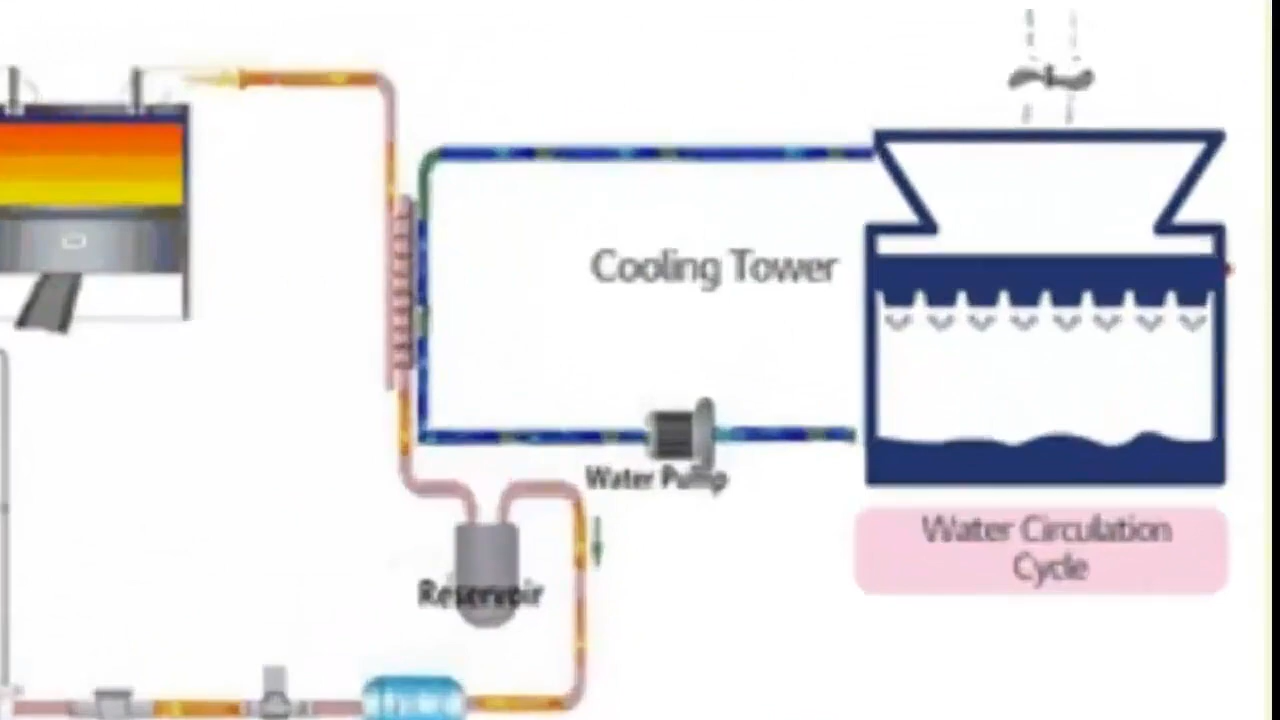 Cooling Tower
Water Pump
Water Circulation
Cycle
Reservoir